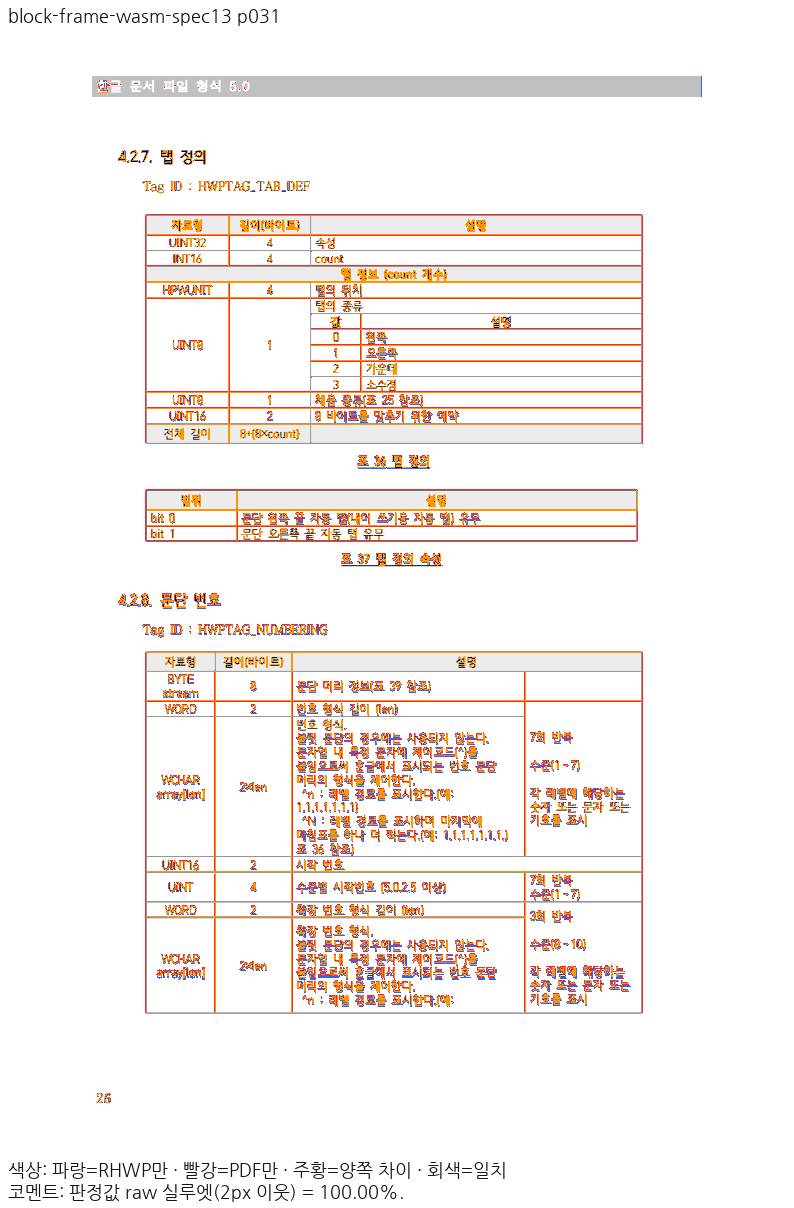 block-frame-wasm-spec13 p031
한글 문서 파일 형식 5.0
4.2.7. 탭 정의
Tag ID : HWPTAG_TAB_DEF
자료형 길이(바이트) 설명
UINT32 4 속성
INT16 4 count
탭 정보 (count 개수)
HPWUNIT 4 탭의 위치
탭의 종류
값 설명
0 왼쪽
UINT8 1
1 오른쪽
2 가운데
3 소수점
UINT8 1 채움 종류(표 25 참조)
UINT16 2 8 바이트를 맞추기 위한 예약
전체 길이 8+(8×count)
표 36 탭 정의
범위 설명
bit 0 문단 왼쪽 끝 자동 탭(내어 쓰기용 자동 탭) 유무
bit 1 문단 오른쪽 끝 자동 탭 유무
표 37 탭 정의 속성
4.2.8. 문단 번호
Tag ID : HWPTAG_NUMBERING
자료형 길이(바이트) 설명
BYTE
stream
8 문단 머리 정보(표 39 참조)
WORD 2 번호 형식 길이 (len)
WCHAR
array[len]
2×len
번호 형식.
불릿 문단의 경우에는 사용되지 않는다.
문자열 내 특정 문자에 제어코드(^)를
붙임으로써 한글에서 표시되는 번호 문단
머리의 형식을 제어한다.
^n : 레벨 경로를 표시한다.(예:
1.1.1.1.1.1.1)
^N : 레벨 경로를 표시하며 마지막에
마침표를 하나 더 찍는다.(예: 1.1.1.1.1.1.1.)
표 36 참조)
7회 반복
수준(1~7)
각 레벨에 해당하는
숫자 또는 문자 또는
기호를 표시
UINT16 2 시작 번호
UINT 4 수준별 시작번호 (5.0.2.5 이상)
7회 반복
수준(1~7)
WORD 2 확장 번호 형식 길이 (len)
WCHAR
array[len]
2×len
확장 번호 형식.
불릿 문단의 경우에는 사용되지 않는다.
문자열 내 특정 문자에 제어코드(^)를
붙임으로써 한글에서 표시되는 번호 문단
머리의 형식을 제어한다.
^n : 레벨 경로를 표시한다.(예:
3회 반복
수준(8~10)
각 레벨에 해당하는
숫자 또는 문자 또는
기호를 표시
26
색상: 파랑=RHWP만 · 빨강=PDF만 · 주황=양쪽 차이 · 회색=일치
코멘트: 판정값 raw 실루엣(2px 이웃) = 100.00%.